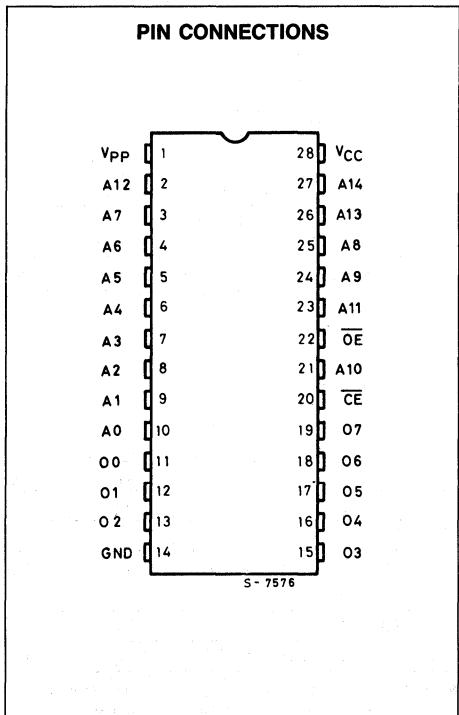 PIN CONNECTIONS
VPP 1 28 VCC
A12 2 27 A14
A7 3 26 A13
A6 4 25 A8
A5 5 24 A9
A4 6 23 A11
A3 7 22 O̅E̅
A2 8 21 A10
A1 9 20 C̅E̅
A0 10 19 O7
O0 11 18 O6
O1 12 17 O5
O2 13 16 O4
GND 14 15 O3
S-7576